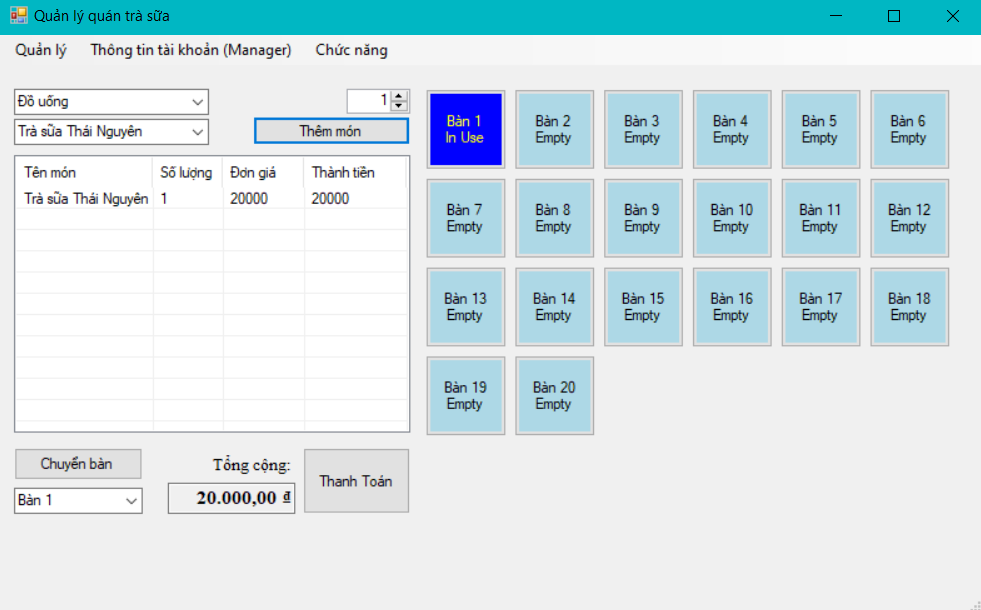 Quản lý quán trà sữa
Quản lý Thông tin tài khoản (Manager) Chức năng
Đồ uống
1
Trà sữa Thái Nguyên
Thêm món
Tên món Số lượng Đơn giá Thành tiền
Trà sữa Thái Nguyên 1 20000 20000
Chuyển bàn
Bàn 1
Tổng cộng:
20.000,00 ₫
Thanh Toán
Bàn 1
In Use
Bàn 2
Empty
Bàn 3
Empty
Bàn 4
Empty
Bàn 5
Empty
Bàn 6
Empty
Bàn 7
Empty
Bàn 8
Empty
Bàn 9
Empty
Bàn 10
Empty
Bàn 11
Empty
Bàn 12
Empty
Bàn 13
Empty
Bàn 14
Empty
Bàn 15
Empty
Bàn 16
Empty
Bàn 17
Empty
Bàn 18
Empty
Bàn 19
Empty
Bàn 20
Empty